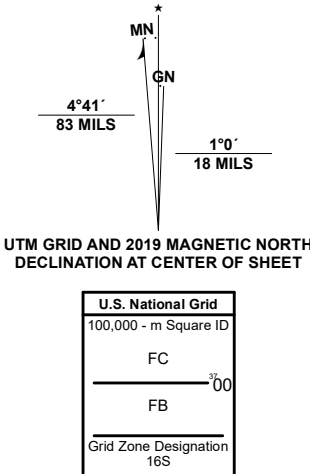 ★
MN
GN
4°41´
83 MILS
1°0´
18 MILS
UTM GRID AND 2019 MAGNETIC NORTH
DECLINATION AT CENTER OF SHEET
U.S. National Grid
100,000 - m Square ID
FC
3700
FB
Grid Zone Designation
16S